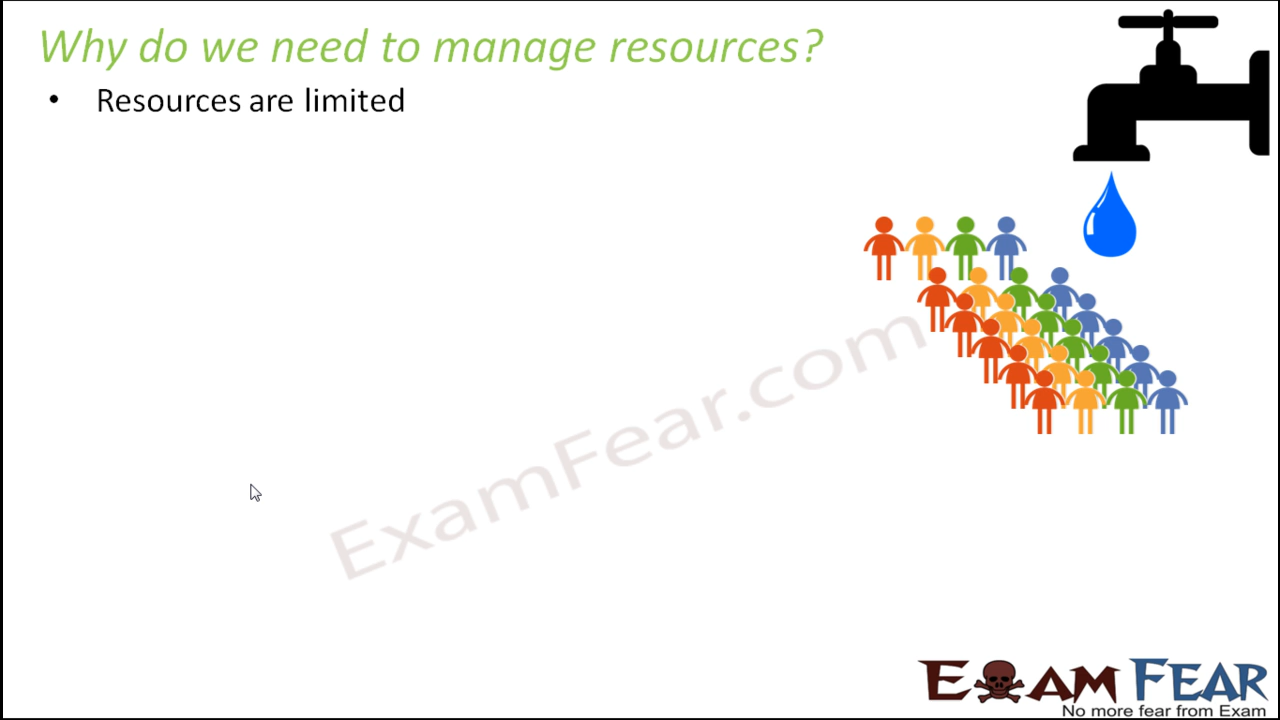 Why do we need to manage resources?
• Resources are limited
ExamFear.com
EXAM FEAR
No more fear from Exam